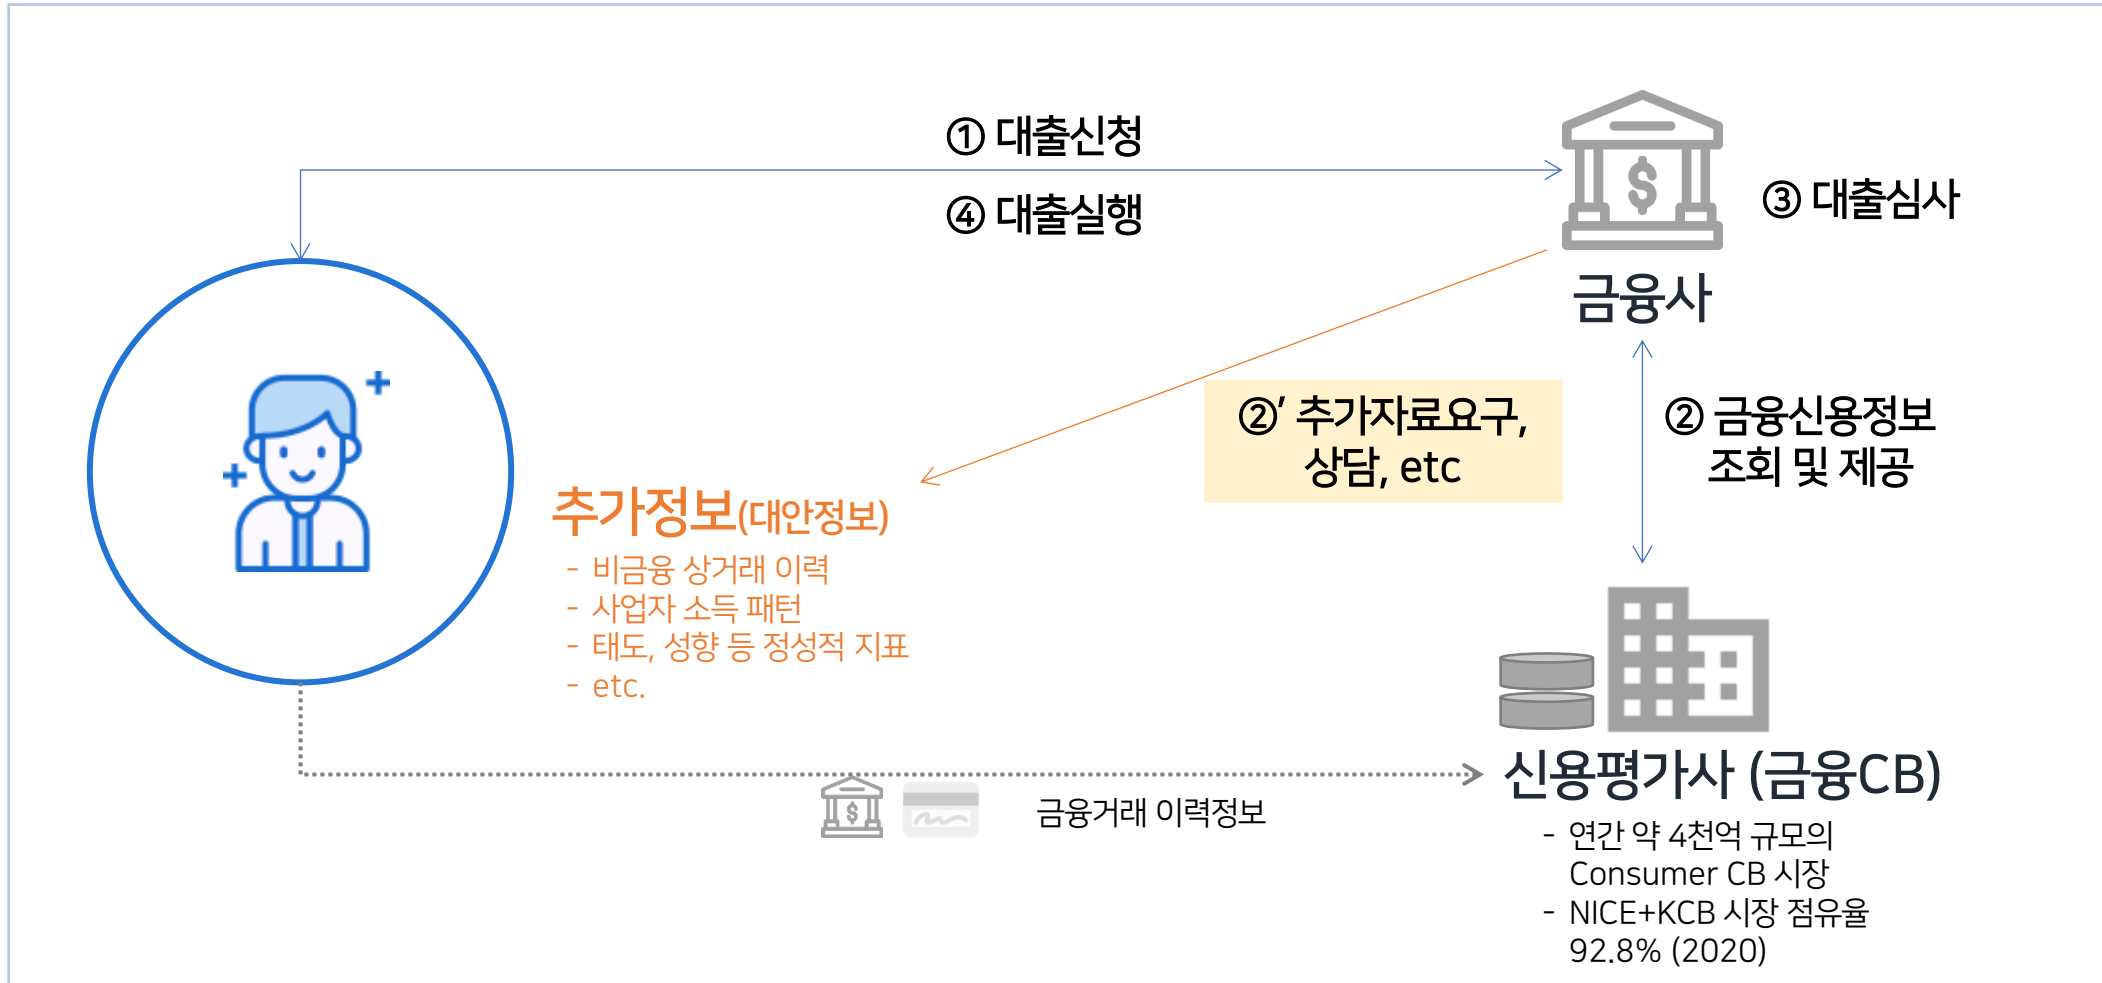 ① 대출신청
④ 대출실행
③ 대출심사
금융사
②′ 추가자료요구,
상담, etc
② 금융신용정보
조회 및 제공
추가정보(대안정보)
- 비금융 상거래 이력
- 사업자 소득 패턴
- 태도, 성향 등 정성적 지표
- etc.
금융거래 이력정보
신용평가사 (금융CB)
- 연간 약 4천억 규모의
Consumer CB 시장
- NICE+KCB 시장 점유율
92.8% (2020)